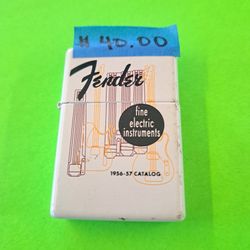 # 40.00
Fender
fine
electric
instruments
1956-57 CATALOG